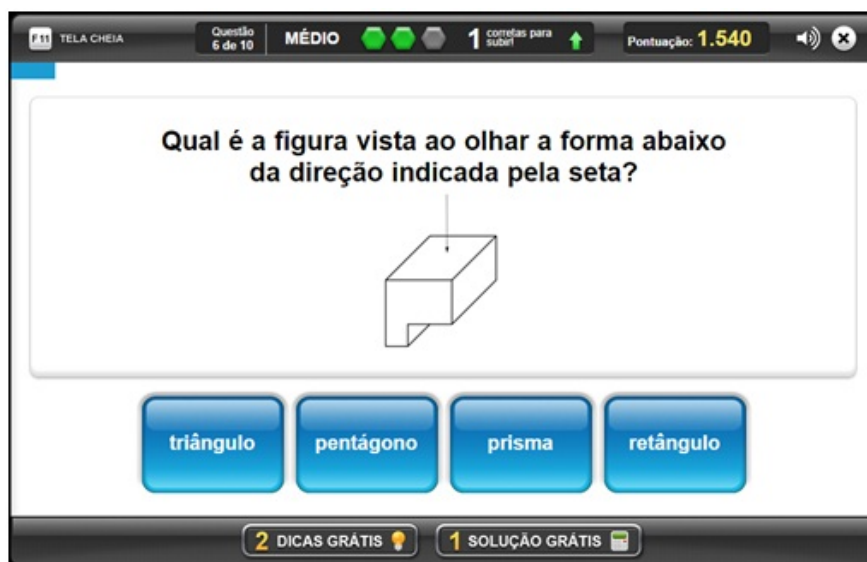 F.11 TELA CHEIA
Questão
6 de 10
MÉDIO
1 corretas para
subir!
Pontuação: 1.540
Qual é a figura vista ao olhar a forma abaixo
da direção indicada pela seta?
triângulo
pentágono
prisma
retângulo
2 DICAS GRÁTIS
1 SOLUÇÃO GRÁTIS